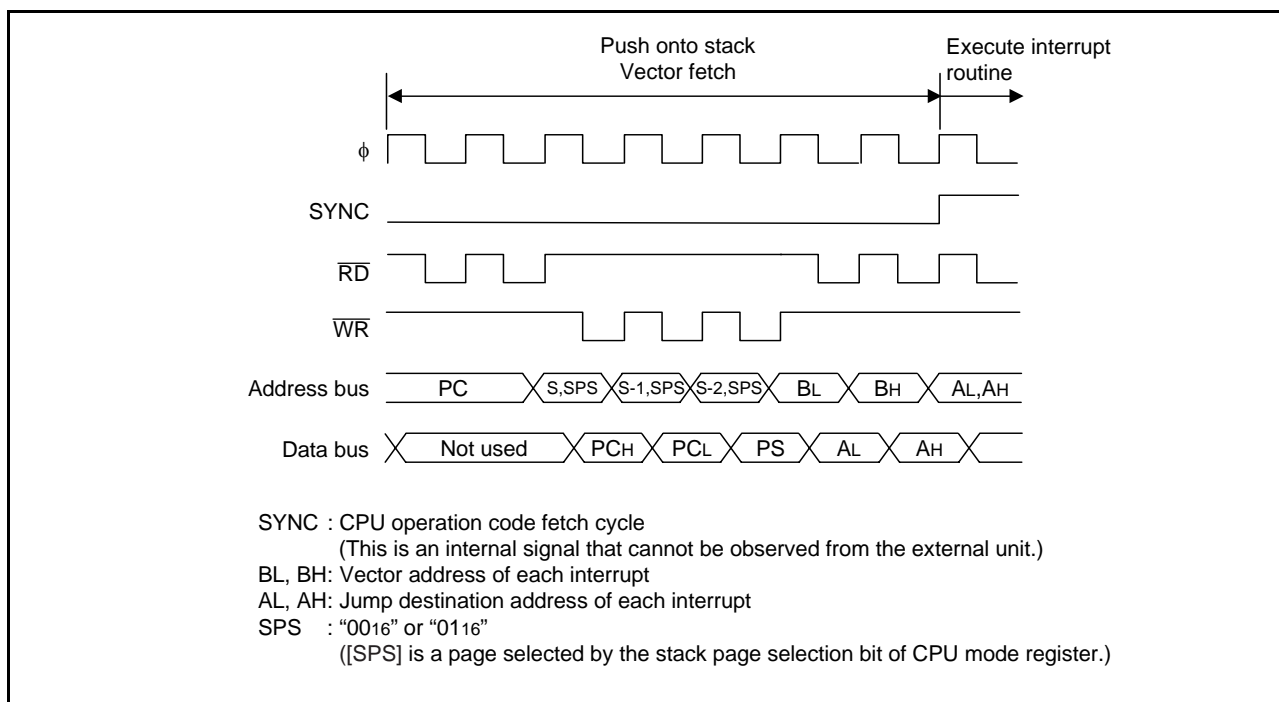 Push onto stack
Vector fetch
Execute interrupt
routine
ϕ
SYNC
RD
WR
Address bus PC S,SPS S-1,SPS S-2,SPS BL BH AL,AH
Data bus Not used PCH PCL PS AL AH
SYNC : CPU operation code fetch cycle
(This is an internal signal that cannot be observed from the external unit.)
BL, BH: Vector address of each interrupt
AL, AH: Jump destination address of each interrupt
SPS : “0016” or “0116”
([SPS] is a page selected by the stack page selection bit of CPU mode register.)